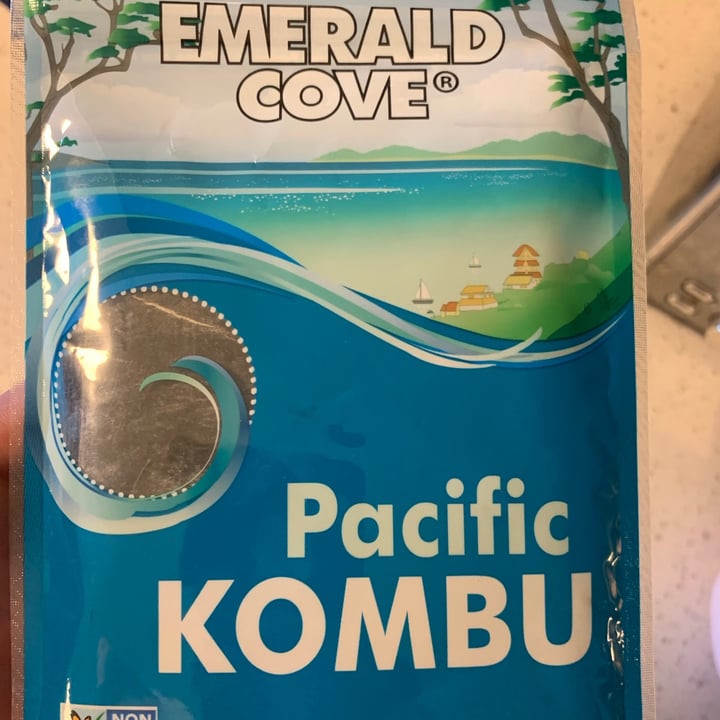 EMERALD
COVE®
Pacific
KOMBU
NON